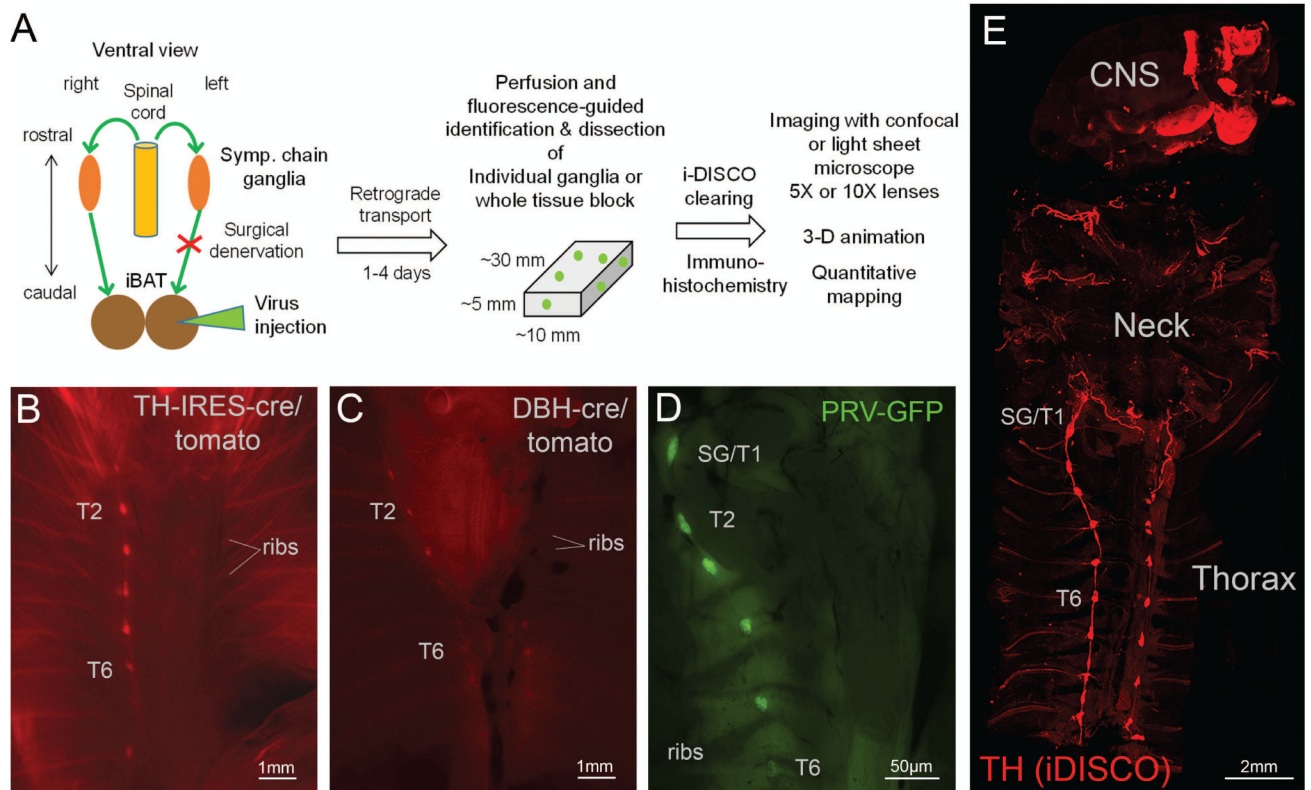 A
Ventral view
right
left
Spinal
cord
rostral
caudal
Symp. chain
ganglia
Surgical
denervation
iBAT
Virus
injection
Retrograde
transport
1-4 days
Perfusion and
fluorescence-guided
identification & dissection
of
Individual ganglia or
whole tissue block
~30 mm
~5 mm
~10 mm
i-DISCO
clearing
Immuno-
histochemistry
Imaging with confocal
or light sheet
microscope
5X or 10X lenses
3-D animation
Quantitative
mapping
B
TH-IRES-cre/
tomato
T2
ribs
T6
1mm
C
DBH-cre/
tomato
T2
ribs
T6
1mm
D
PRV-GFP
SG/T1
T2
ribs
T6
50µm
E
CNS
Neck
SG/T1
T6
Thorax
TH (iDISCO)
2mm